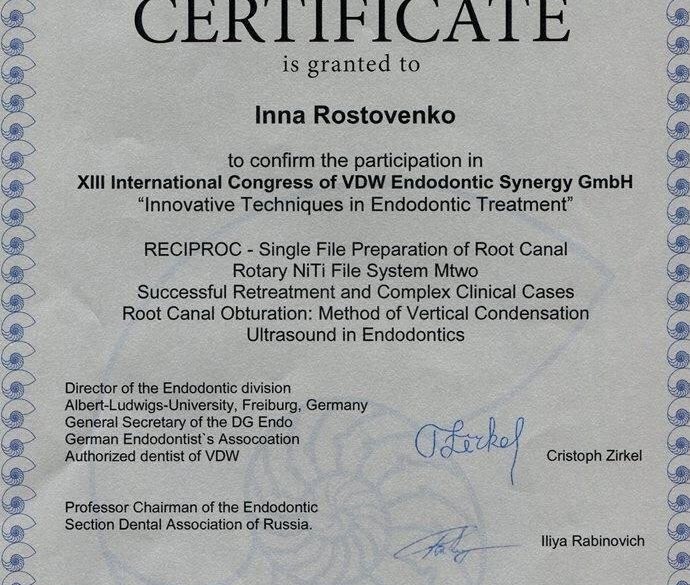 CERTIFICATE
is granted to
Inna Rostovenko
to confirm the participation in
XIII International Congress of VDW Endodontic Synergy GmbH
“Innovative Techniques in Endodontic Treatment”
RECIPROC - Single File Preparation of Root Canal
Rotary NiTi File System Mtwo
Successful Retreatment and Complex Clinical Cases
Root Canal Obturation: Method of Vertical Condensation
Ultrasound in Endodontics
Director of the Endodontic division
Albert-Ludwigs-University, Freiburg, Germany
General Secretary of the DG Endo
German Endodontist`s Assocoation
Authorized dentist of VDW
Cristoph Zirkel
Professor Chairman of the Endodontic
Section Dental Association of Russia.
Iliya Rabinovich